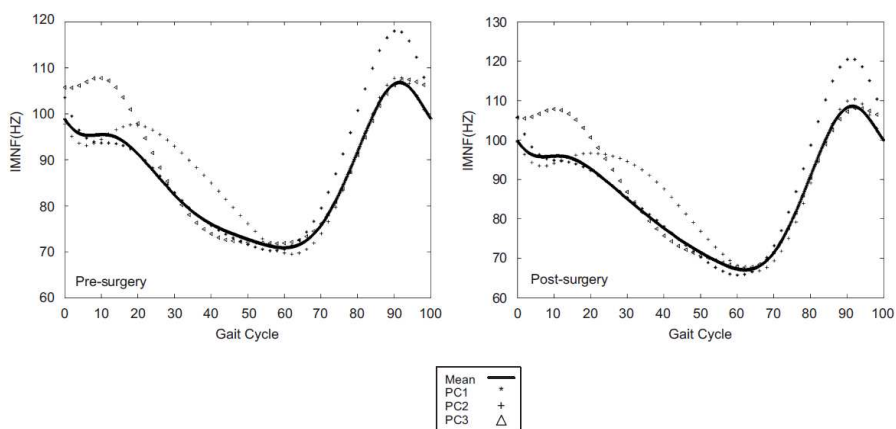 120
110
100
90
80
70
60
IMNF(HZ)
Pre-surgery
0 10 20 30 40 50 60 70 80 90 100
Gait Cycle
130
120
110
100
90
80
70
60
IMNF(HZ)
Post-surgery
0 10 20 30 40 50 60 70 80 90 100
Gait Cycle
Mean
PC1 *
PC2 +
PC3 △